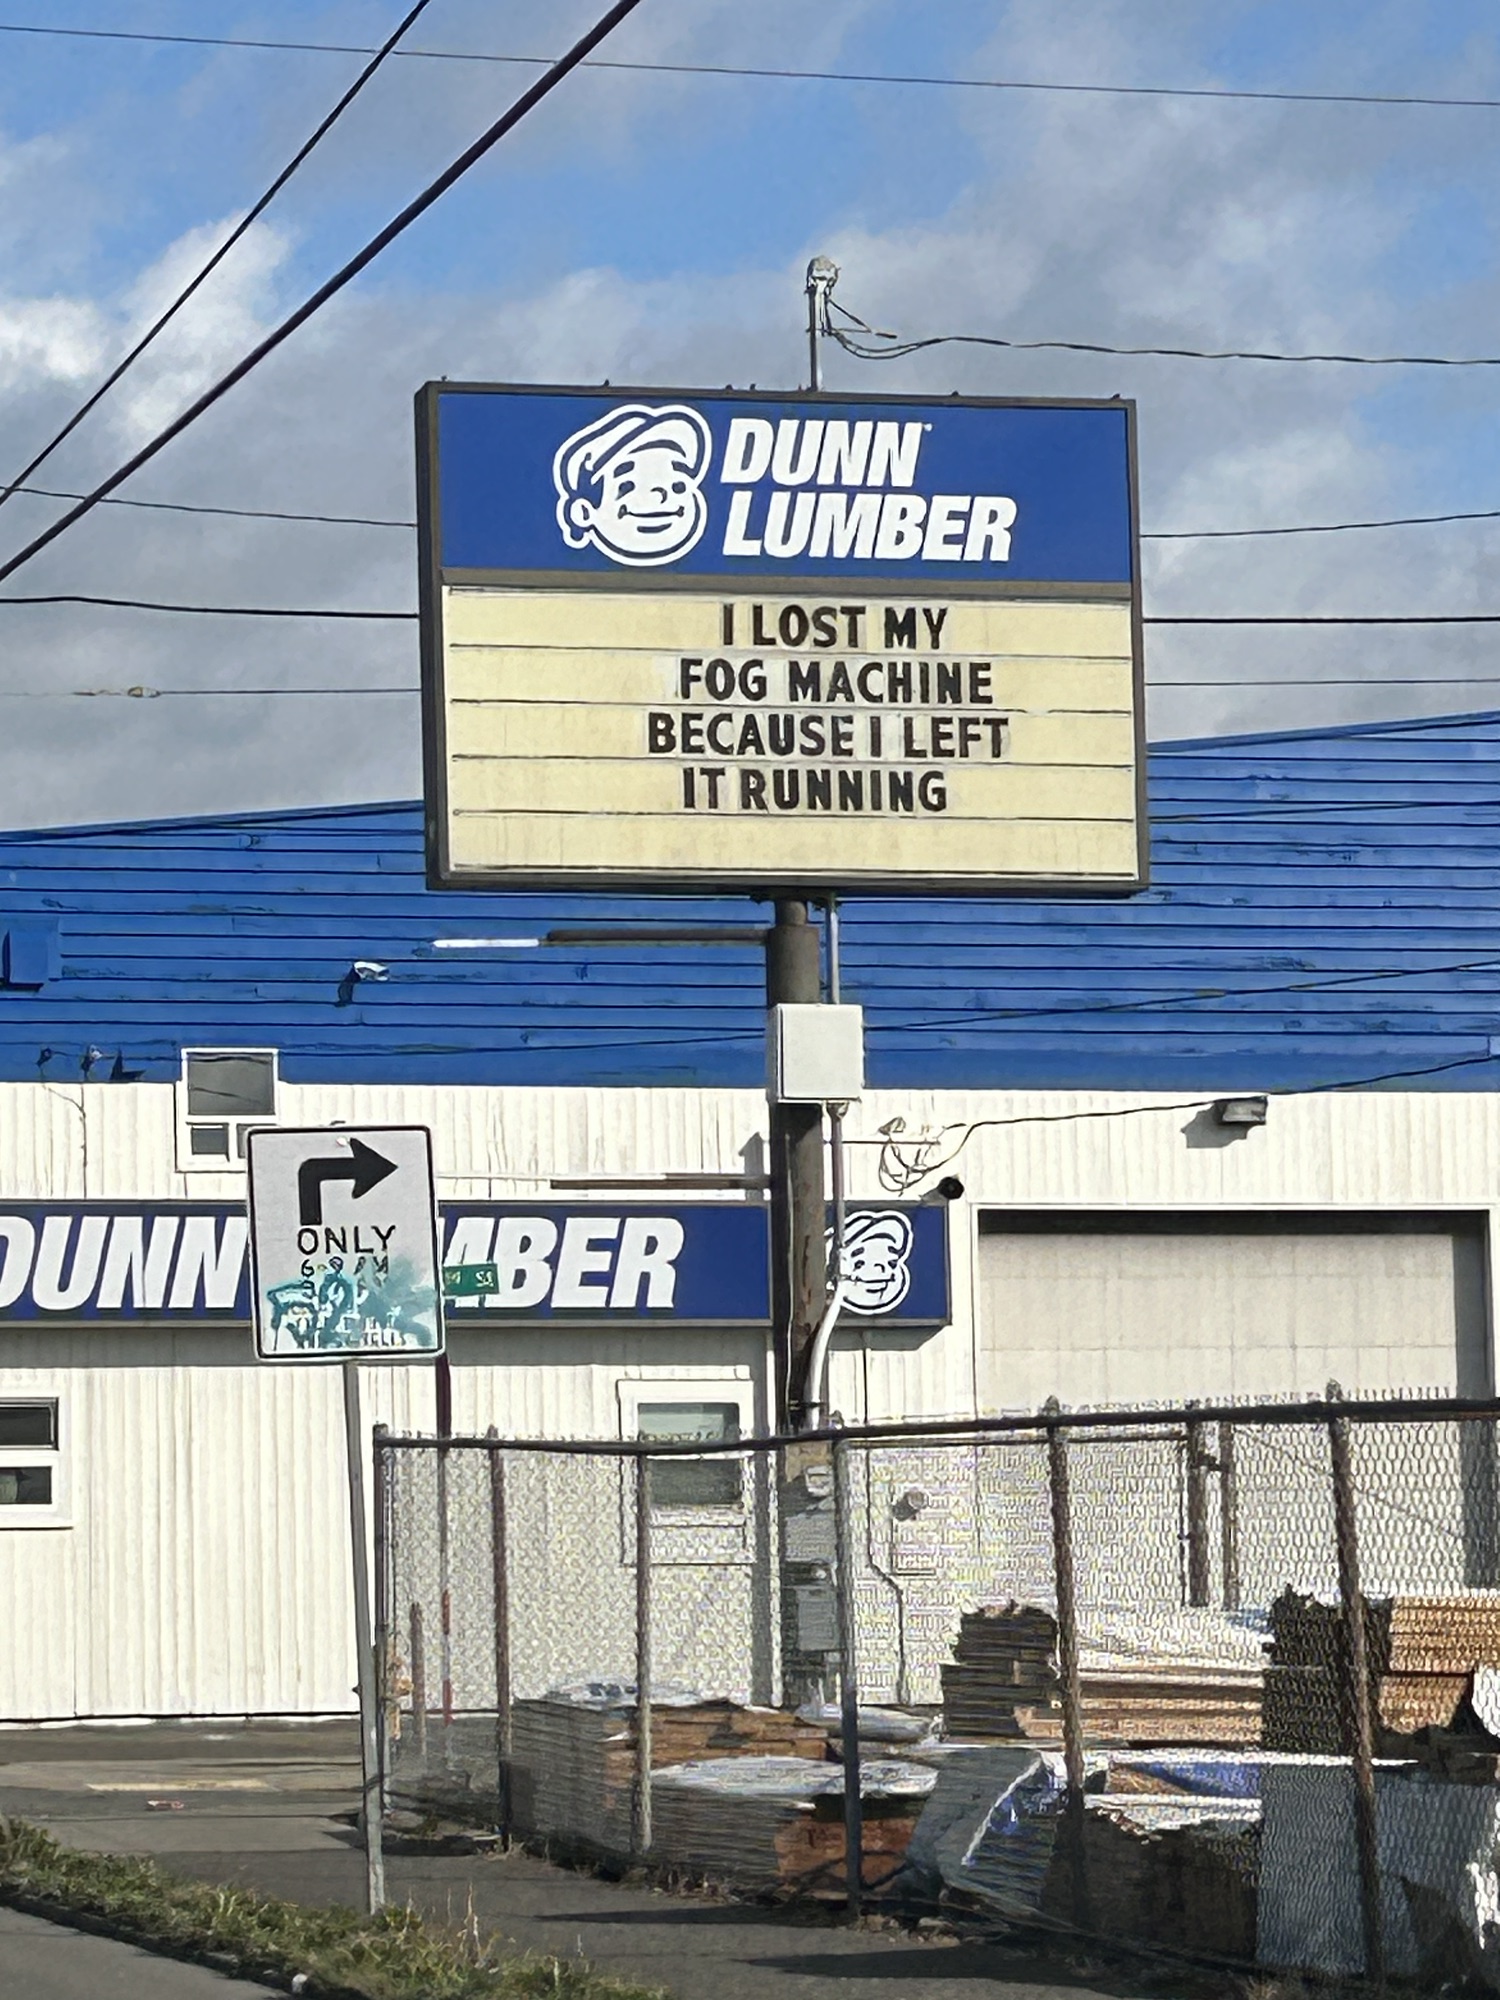 DUNN
LUMBER
I LOST MY
FOG MACHINE
BECAUSE I LEFT
IT RUNNING
DUNN MBER
ONLY